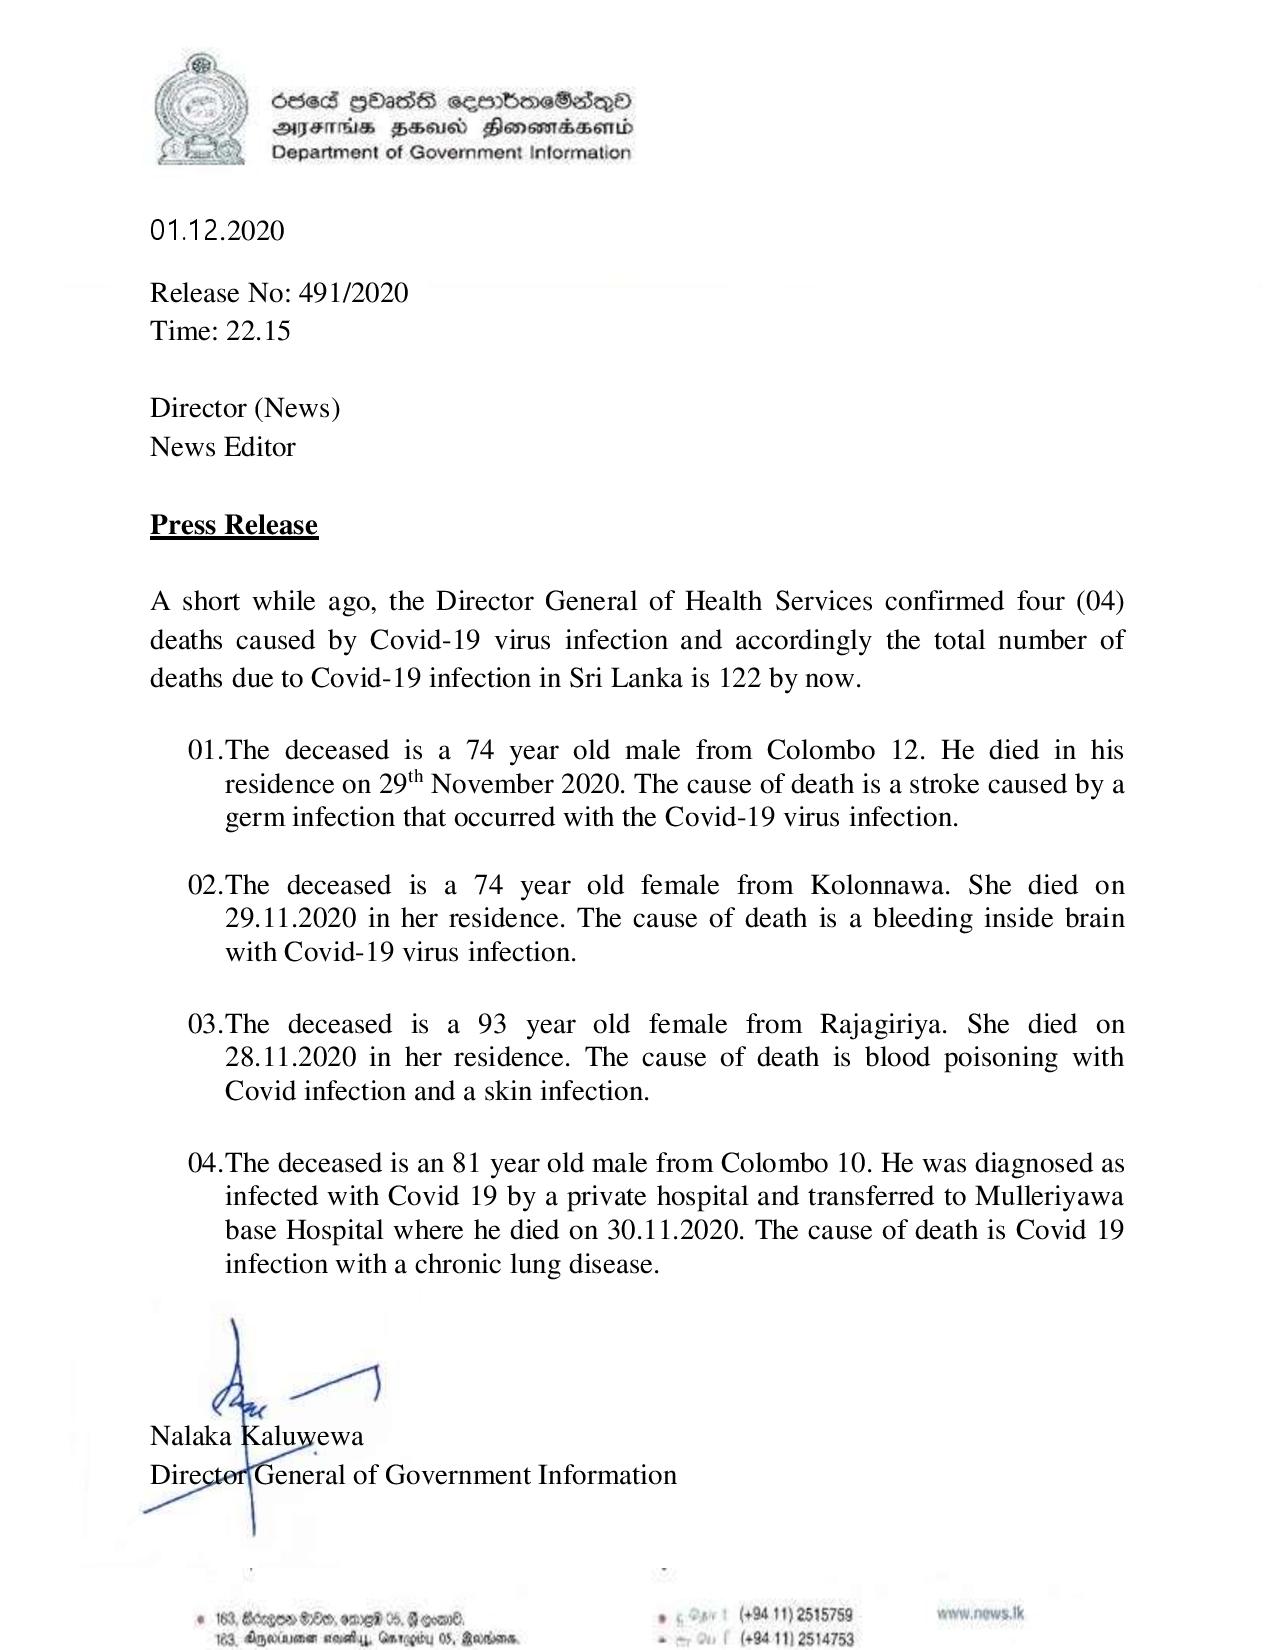 රජයේ ප්‍රවෘත්ති දෙපාර්තමේන්තුව
அரசாங்க தகவல் திணைக்களம்
Department of Government Information
01.12.2020
Release No: 491/2020
Time: 22.15
Director (News)
News Editor
Press Release
A short while ago, the Director General of Health Services confirmed four (04)
deaths caused by Covid-19 virus infection and accordingly the total number of
deaths due to Covid-19 infection in Sri Lanka is 122 by now.
01.The deceased is a 74 year old male from Colombo 12. He died in his
residence on 29th November 2020. The cause of death is a stroke caused by a
germ infection that occurred with the Covid-19 virus infection.
02.The deceased is a 74 year old female from Kolonnawa. She died on
29.11.2020 in her residence. The cause of death is a bleeding inside brain
with Covid-19 virus infection.
03.The deceased is a 93 year old female from Rajagiriya. She died on
28.11.2020 in her residence. The cause of death is blood poisoning with
Covid infection and a skin infection.
04.The deceased is an 81 year old male from Colombo 10. He was diagnosed as
infected with Covid 19 by a private hospital and transferred to Mulleriyawa
base Hospital where he died on 30.11.2020. The cause of death is Covid 19
infection with a chronic lung disease.
Nalaka Kaluwewa
Director General of Government Information
163, කිරුලපන මාවත, කොළඹ 05, ශ්‍රී ලංකාව.
163, கிருலப்பனை எவனியூ, கொழும்பு 05, இலங்கை.
(+94 11) 2515759
(+94 11) 2514753
www.news.lk